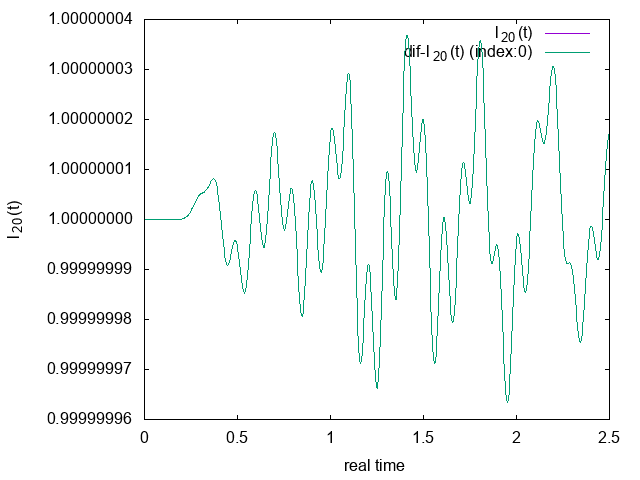 1.00000004
1.00000003
1.00000002
1.00000001
1.00000000
0.99999999
0.99999998
0.99999997
0.99999996
I20(t)
I20(t)
dif-I20(t) (index:0)
0 0.5 1 1.5 2 2.5
real time